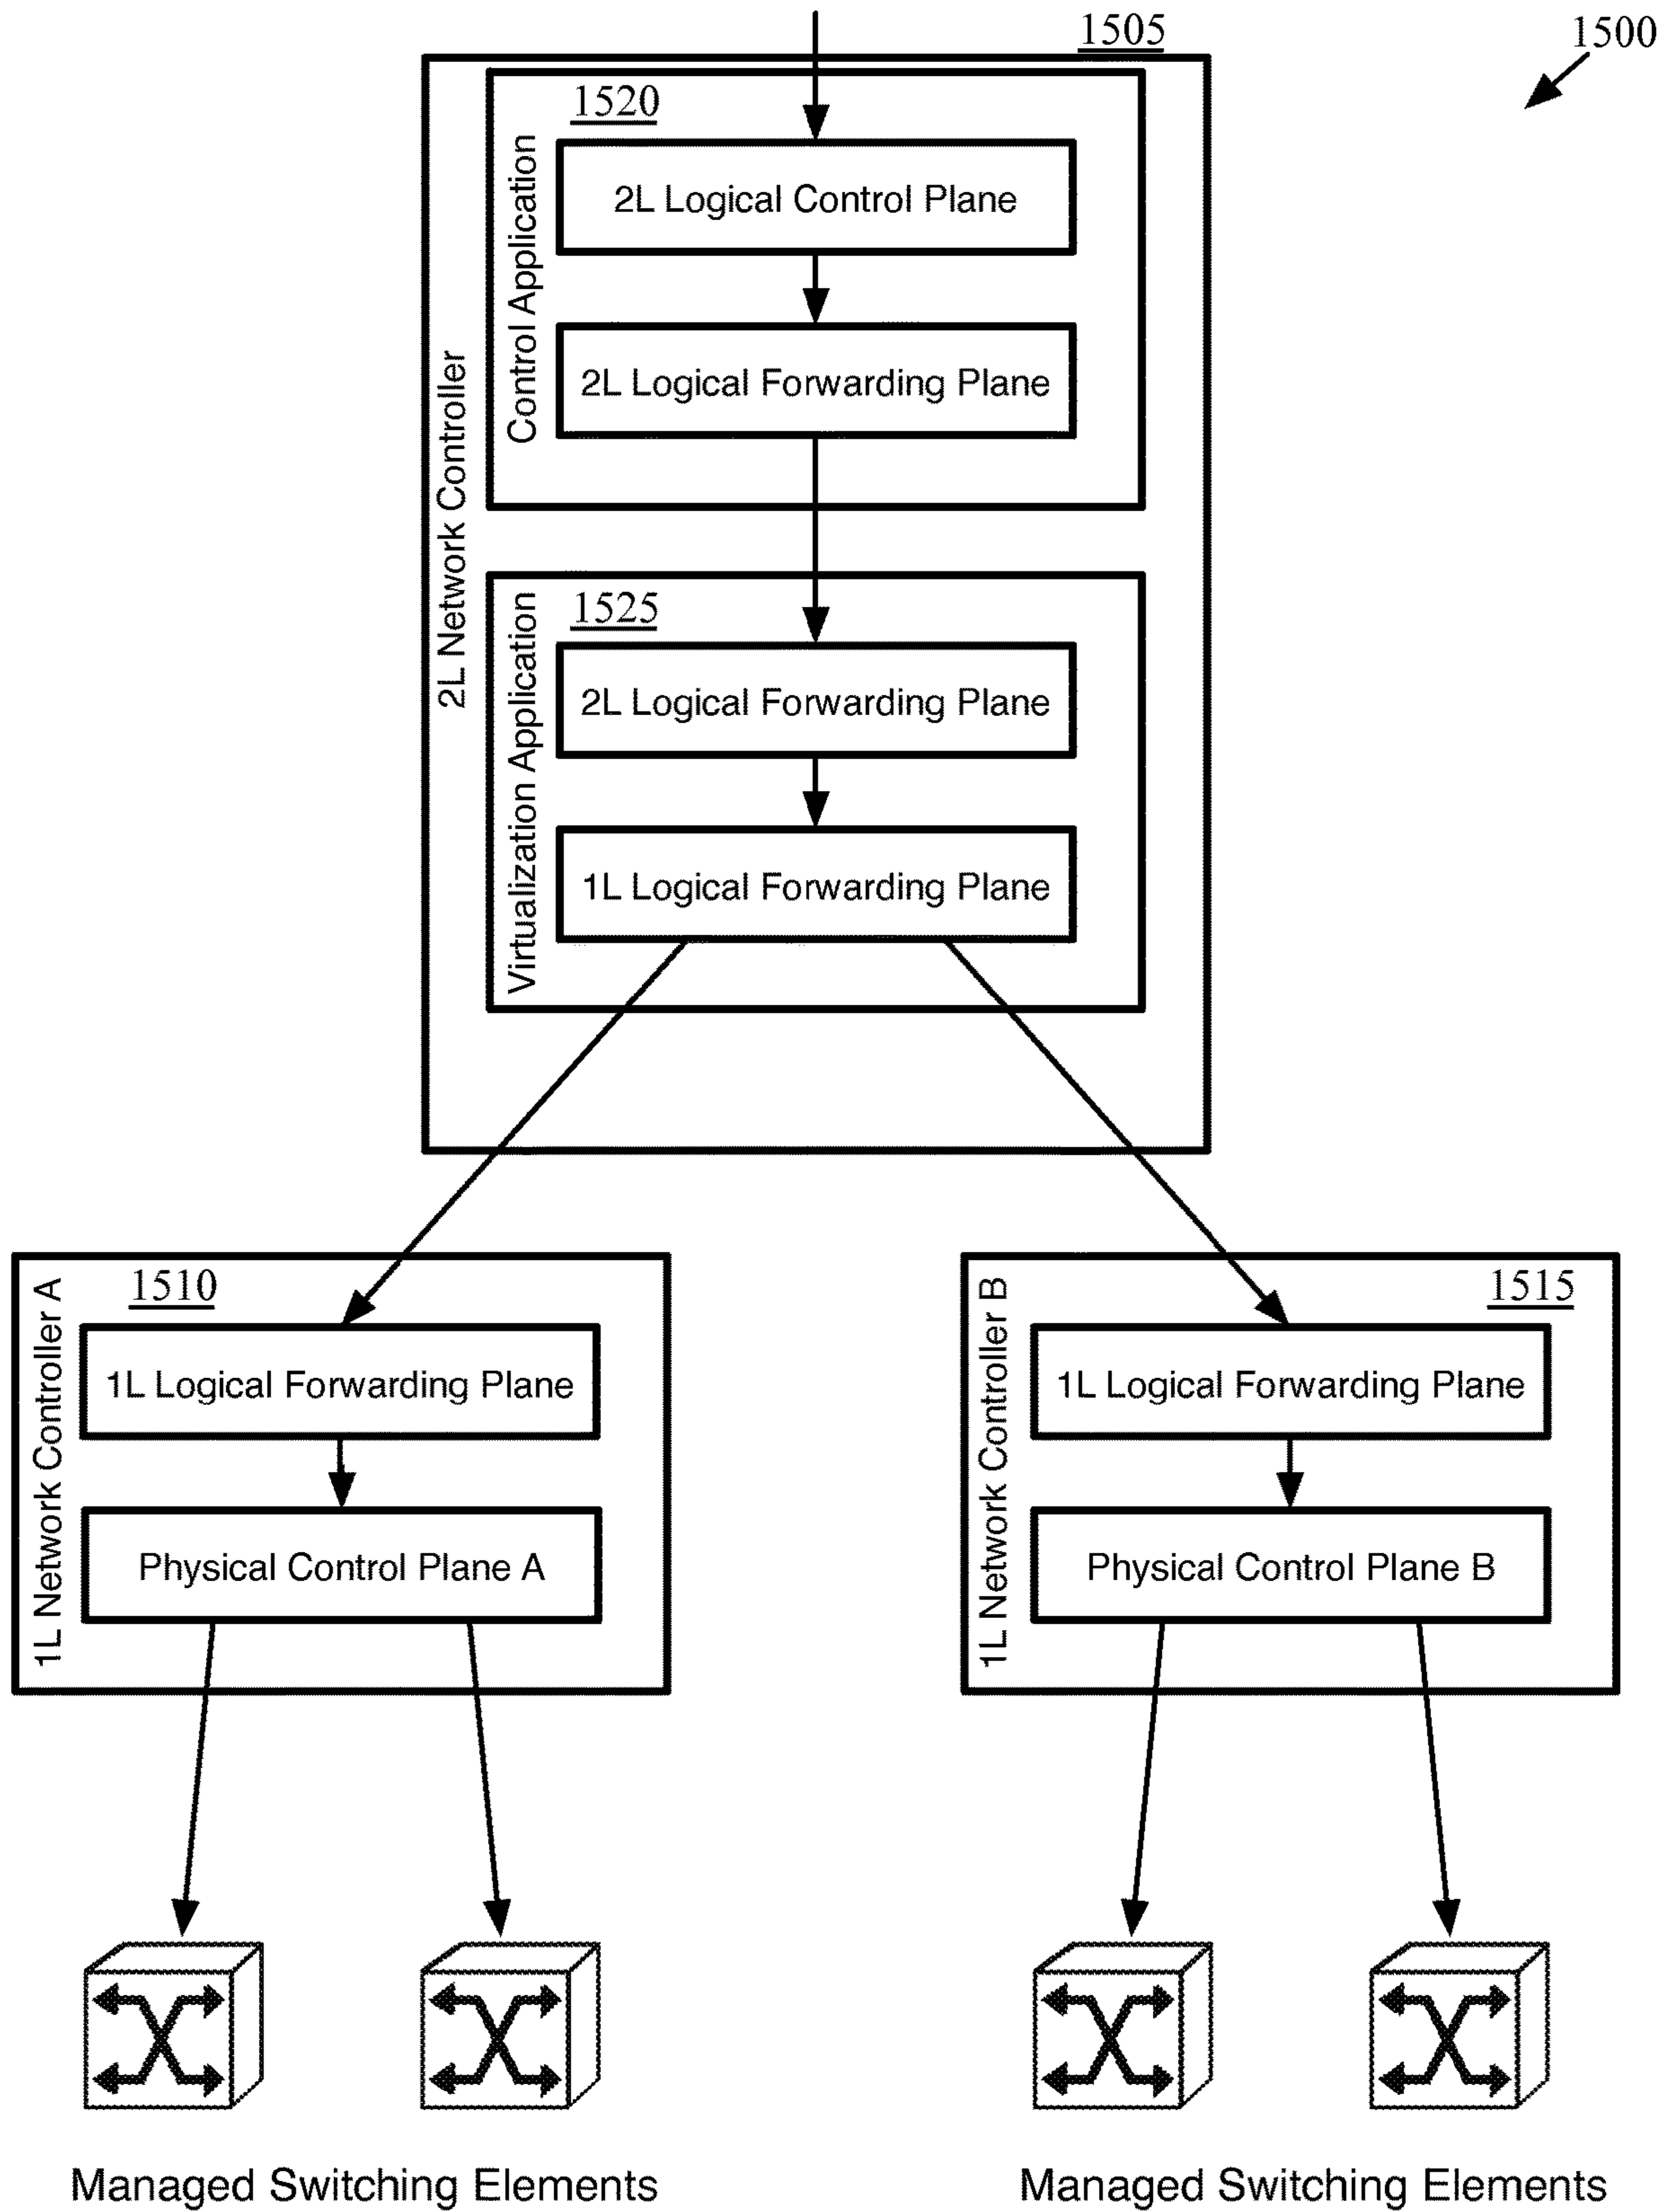 1505
1500
1520
Control Application
2L Logical Control Plane
2L Logical Forwarding Plane
2L Network Controller
1525
Virtualization Application
2L Logical Forwarding Plane
1L Logical Forwarding Plane
1L Network Controller A
1510
1L Logical Forwarding Plane
Physical Control Plane A
1L Network Controller B
1515
1L Logical Forwarding Plane
Physical Control Plane B
Managed Switching Elements
Managed Switching Elements